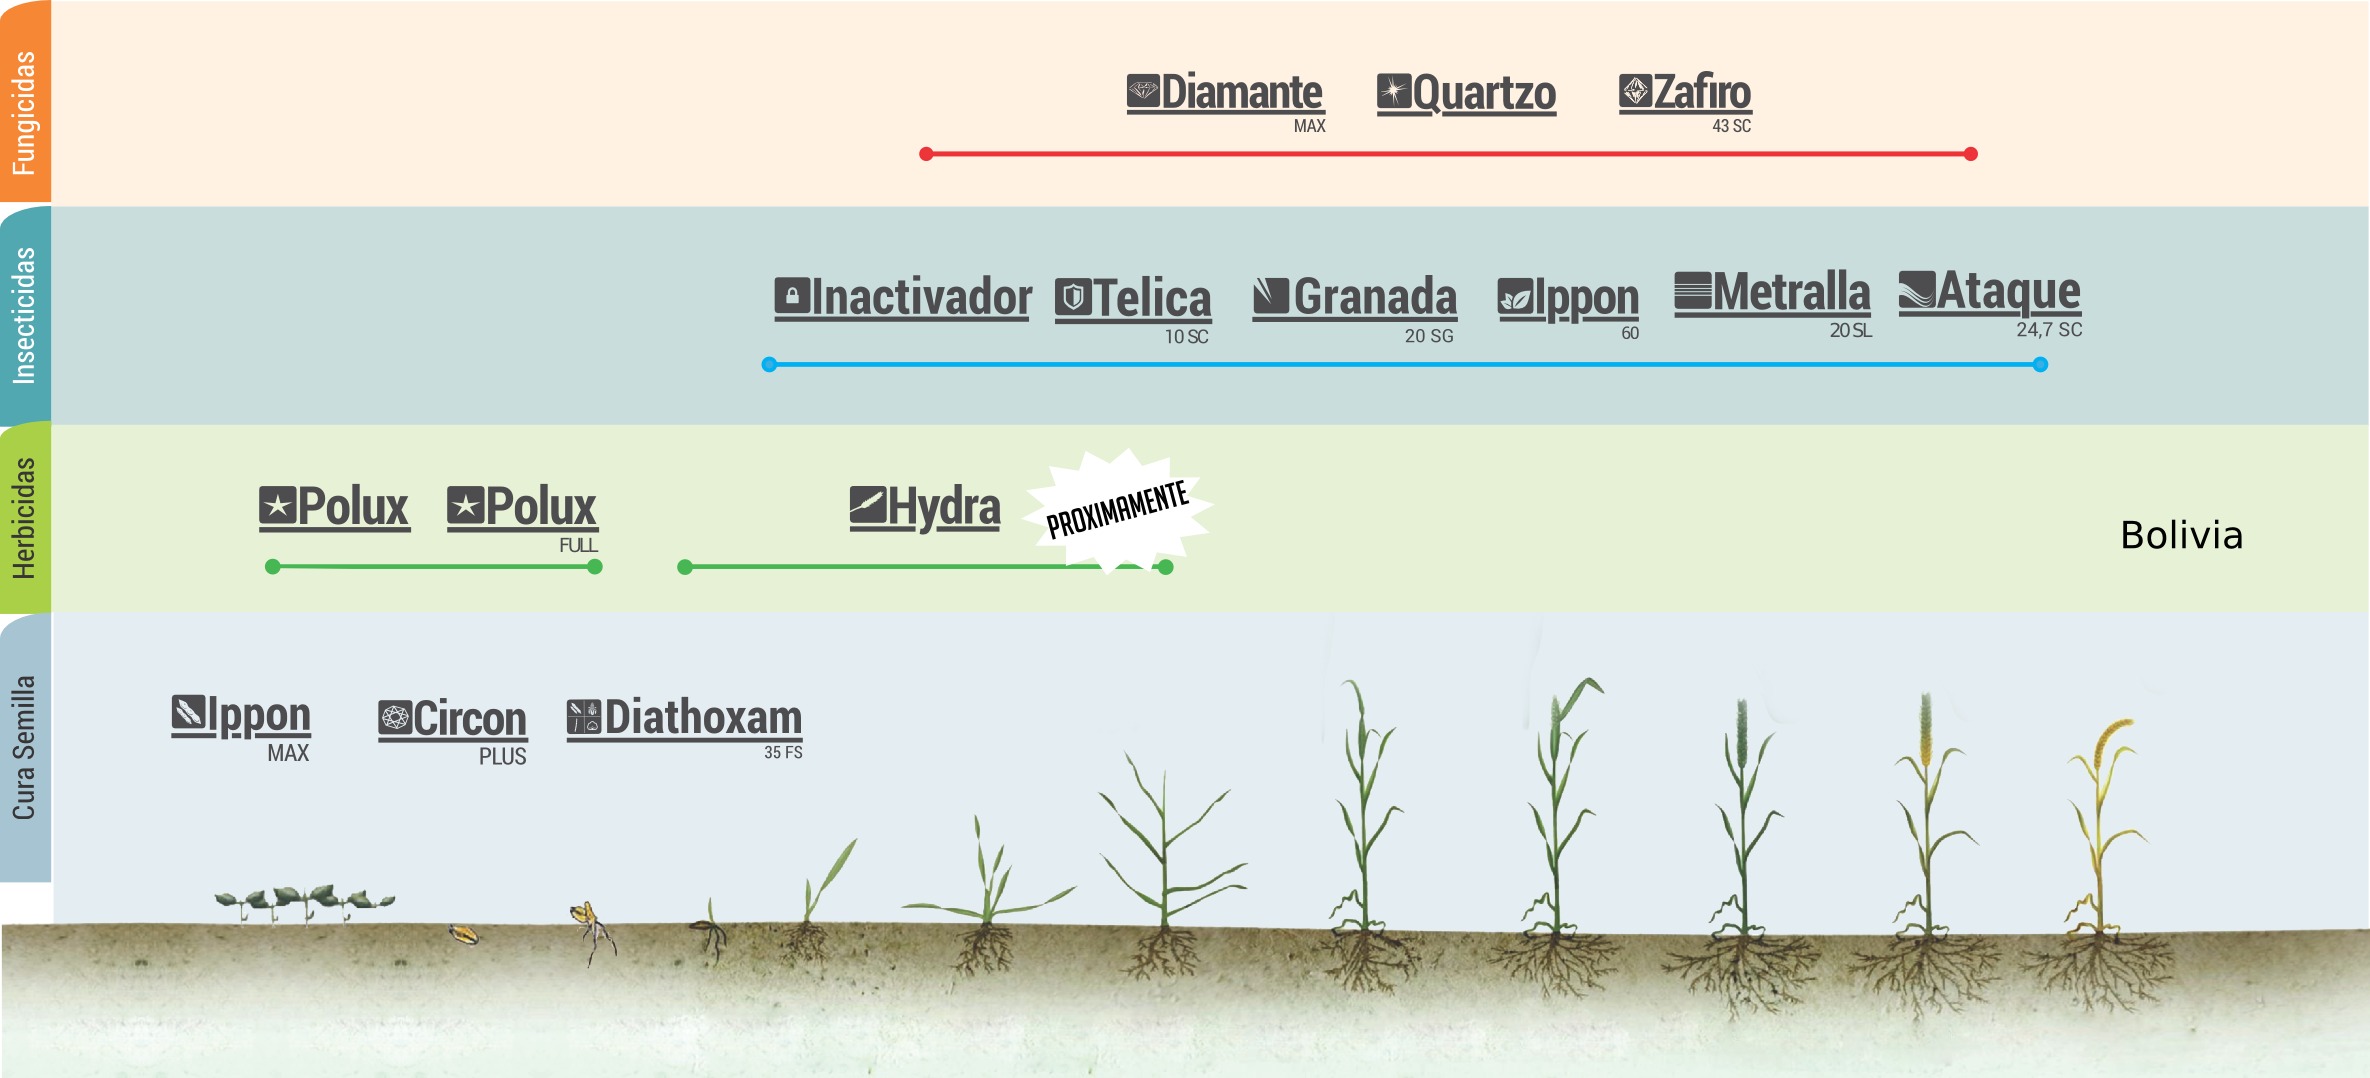 Fungicidas
Diamante
MAX
Quartzo
Zafiro
43 SC
Insecticidas
Inactivador
Telica
10 SC
Granada
20 SG
Ippon
60
Metralla
20 SL
Ataque
24,7 SC
Herbicidas
Polux
Polux
FULL
Hydra
PROXIMAMENTE
Bolivia
Cura Semilla
Ippon
MAX
Circon
PLUS
Diathoxam
35 FS